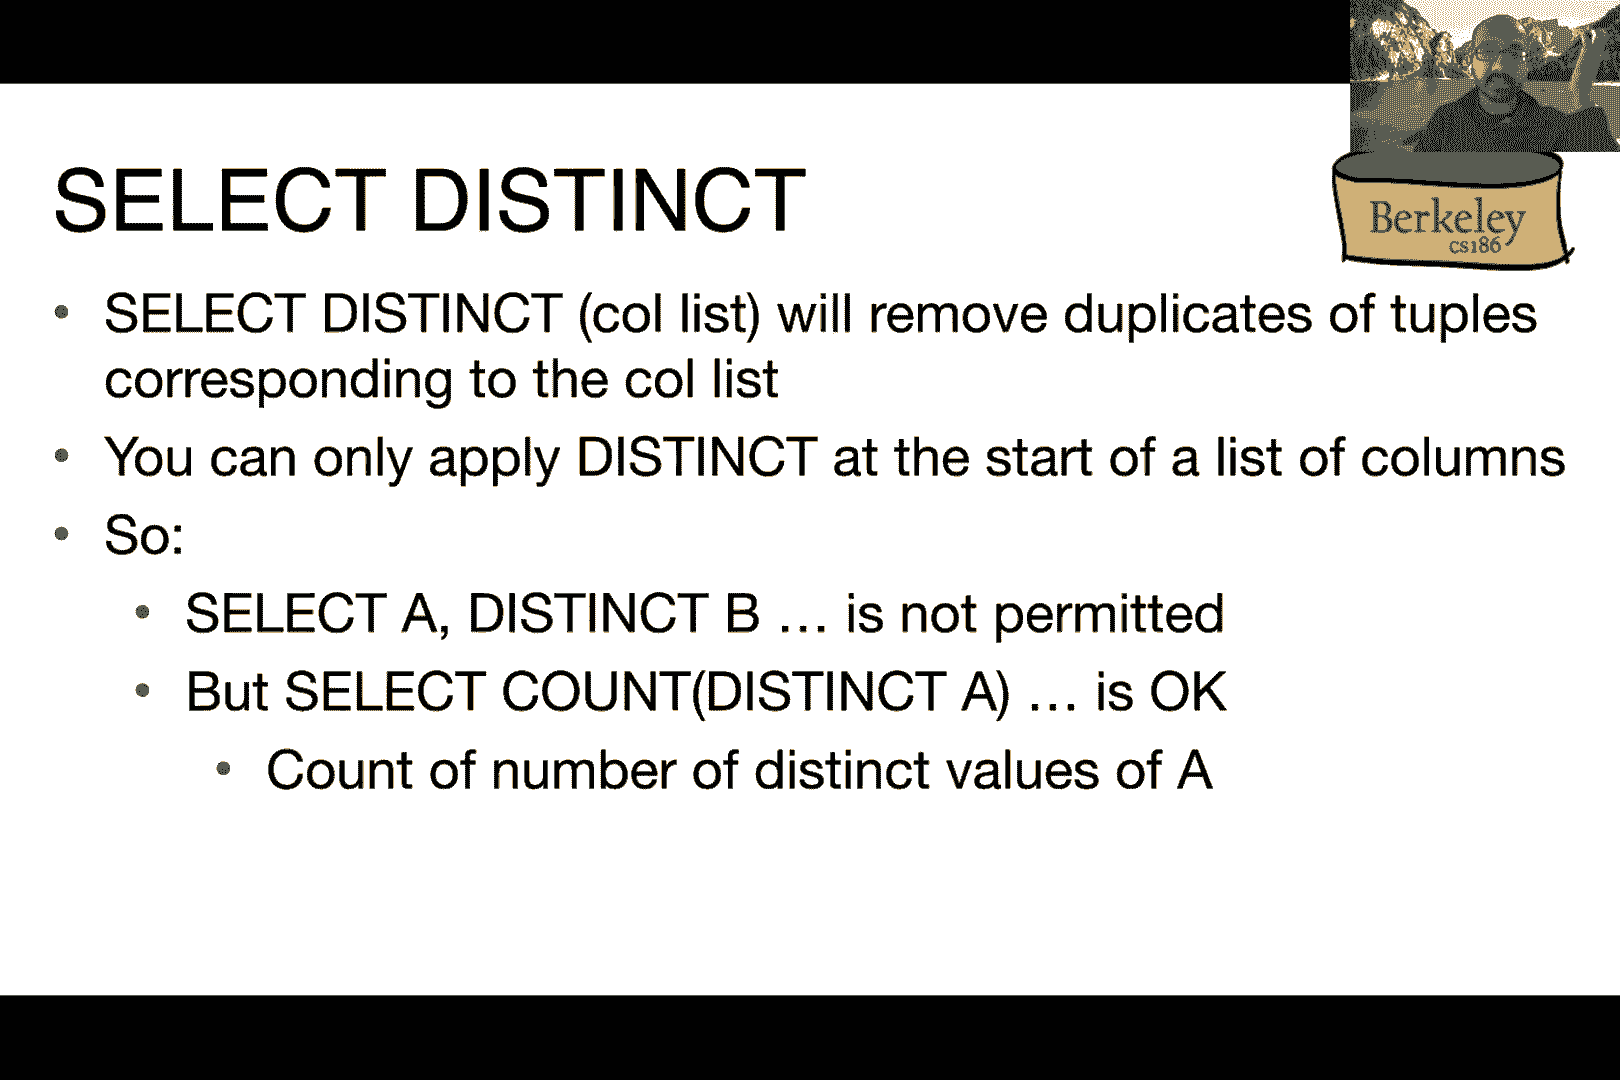 SELECT DISTINCT
Berkeley
cs186
• SELECT DISTINCT (col list) will remove duplicates of tuples
corresponding to the col list
• You can only apply DISTINCT at the start of a list of columns
• So:
• SELECT A, DISTINCT B … is not permitted
• But SELECT COUNT(DISTINCT A) … is OK
• Count of number of distinct values of A